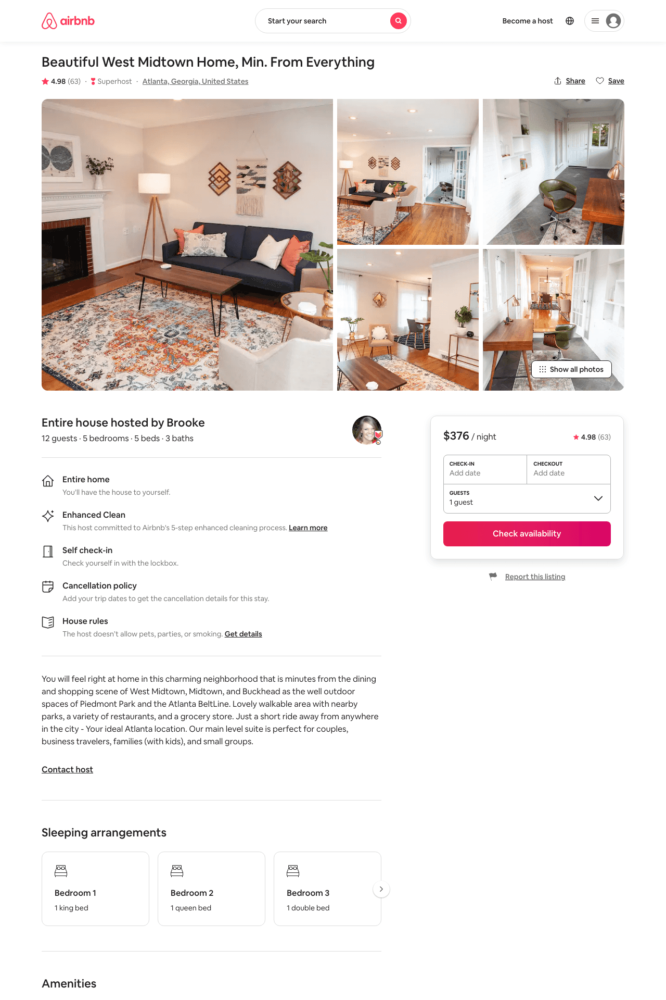 airbnb
Start your search
Become a host
Beautiful West Midtown Home, Min. From Everything
4.98 (63) · Superhost · Atlanta, Georgia, United States
Share
Save
Show all photos
Entire house hosted by Brooke
12 guests · 5 bedrooms · 5 beds · 3 baths
Entire home
You’ll have the house to yourself.
Enhanced Clean
This host committed to Airbnb's 5-step enhanced cleaning process. Learn more
Self check-in
Check yourself in with the lockbox.
Cancellation policy
Add your trip dates to get the cancellation details for this stay.
House rules
The host doesn’t allow pets, parties, or smoking. Get details
$376 / night
4.98 (63)
CHECK-IN
Add date
CHECKOUT
Add date
GUESTS
1 guest
Check availability
Report this listing
You will feel right at home in this charming neighborhood that is minutes from the dining
and shopping scene of West Midtown, Midtown, and Buckhead as the well outdoor
spaces of Piedmont Park and the Atlanta BeltLine. Lovely walkable area with nearby
parks, a variety of restaurants, and a grocery store. Just a short ride away from anywhere
in the city - Your ideal Atlanta location. Our main level suite is perfect for couples,
business travelers, families (with kids), and small groups.
Contact host
Sleeping arrangements
Bedroom 1
1 king bed
Bedroom 2
1 queen bed
Bedroom 3
1 double bed
Amenities